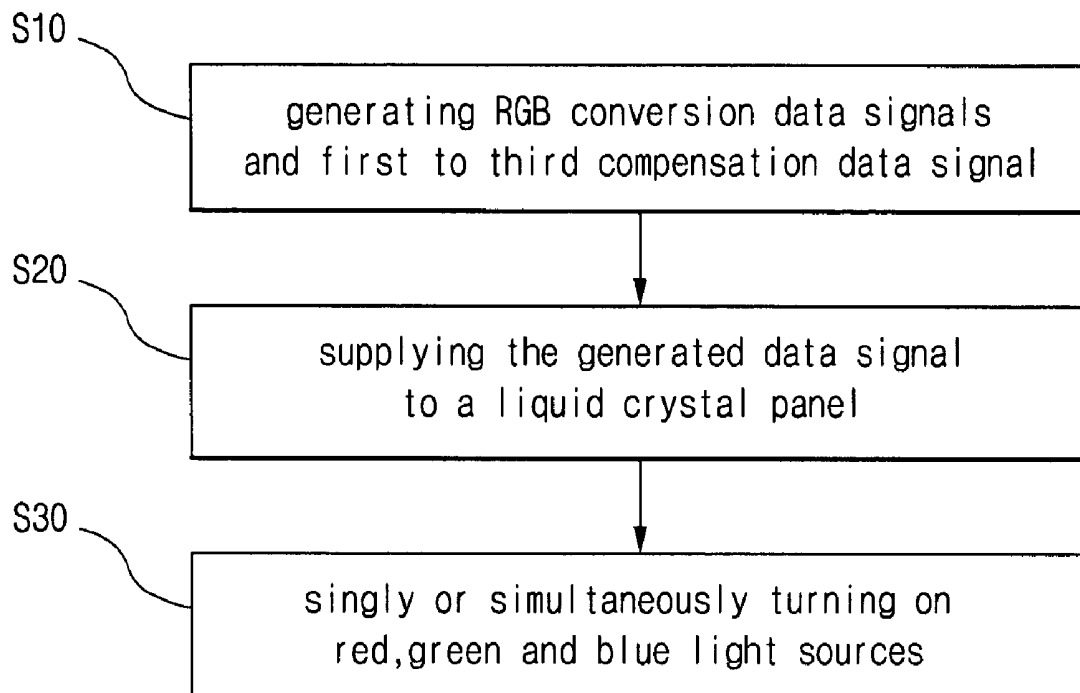 S10
generating RGB conversion data signals
and first to third compensation data signal
S20
supplying the generated data signal
to a liquid crystal panel
S30
singly or simultaneously turning on
red,green and blue light sources